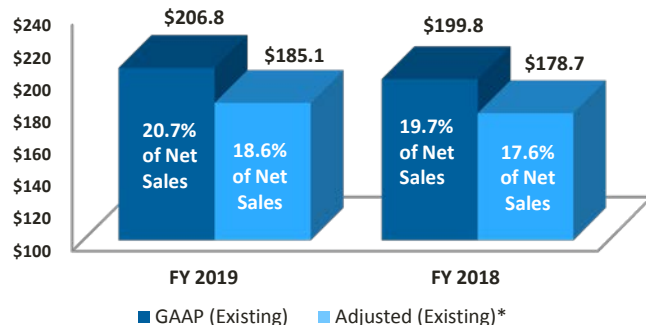 $240
$220
$200
$180
$160
$140
$120
$100
$206.8
$185.1
$199.8
$178.7
20.7%
of Net
Sales
18.6%
of Net
Sales
19.7%
of Net
Sales
17.6%
of Net
Sales
FY 2019
FY 2018
GAAP (Existing)
Adjusted (Existing)*